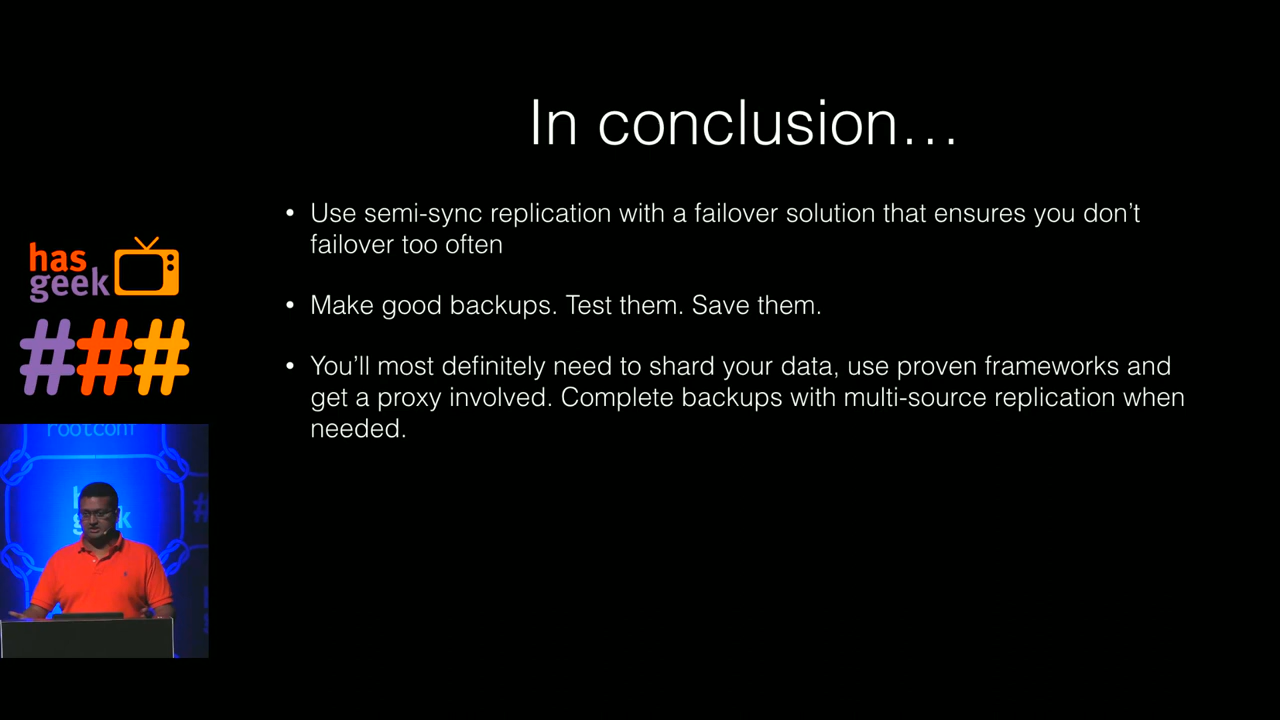 In conclusion…
• Use semi-sync replication with a failover solution that ensures you don’t
failover too often
• Make good backups. Test them. Save them.
• You’ll most definitely need to shard your data, use proven frameworks and
get a proxy involved. Complete backups with multi-source replication when
needed.
has
geek
###
rootconf